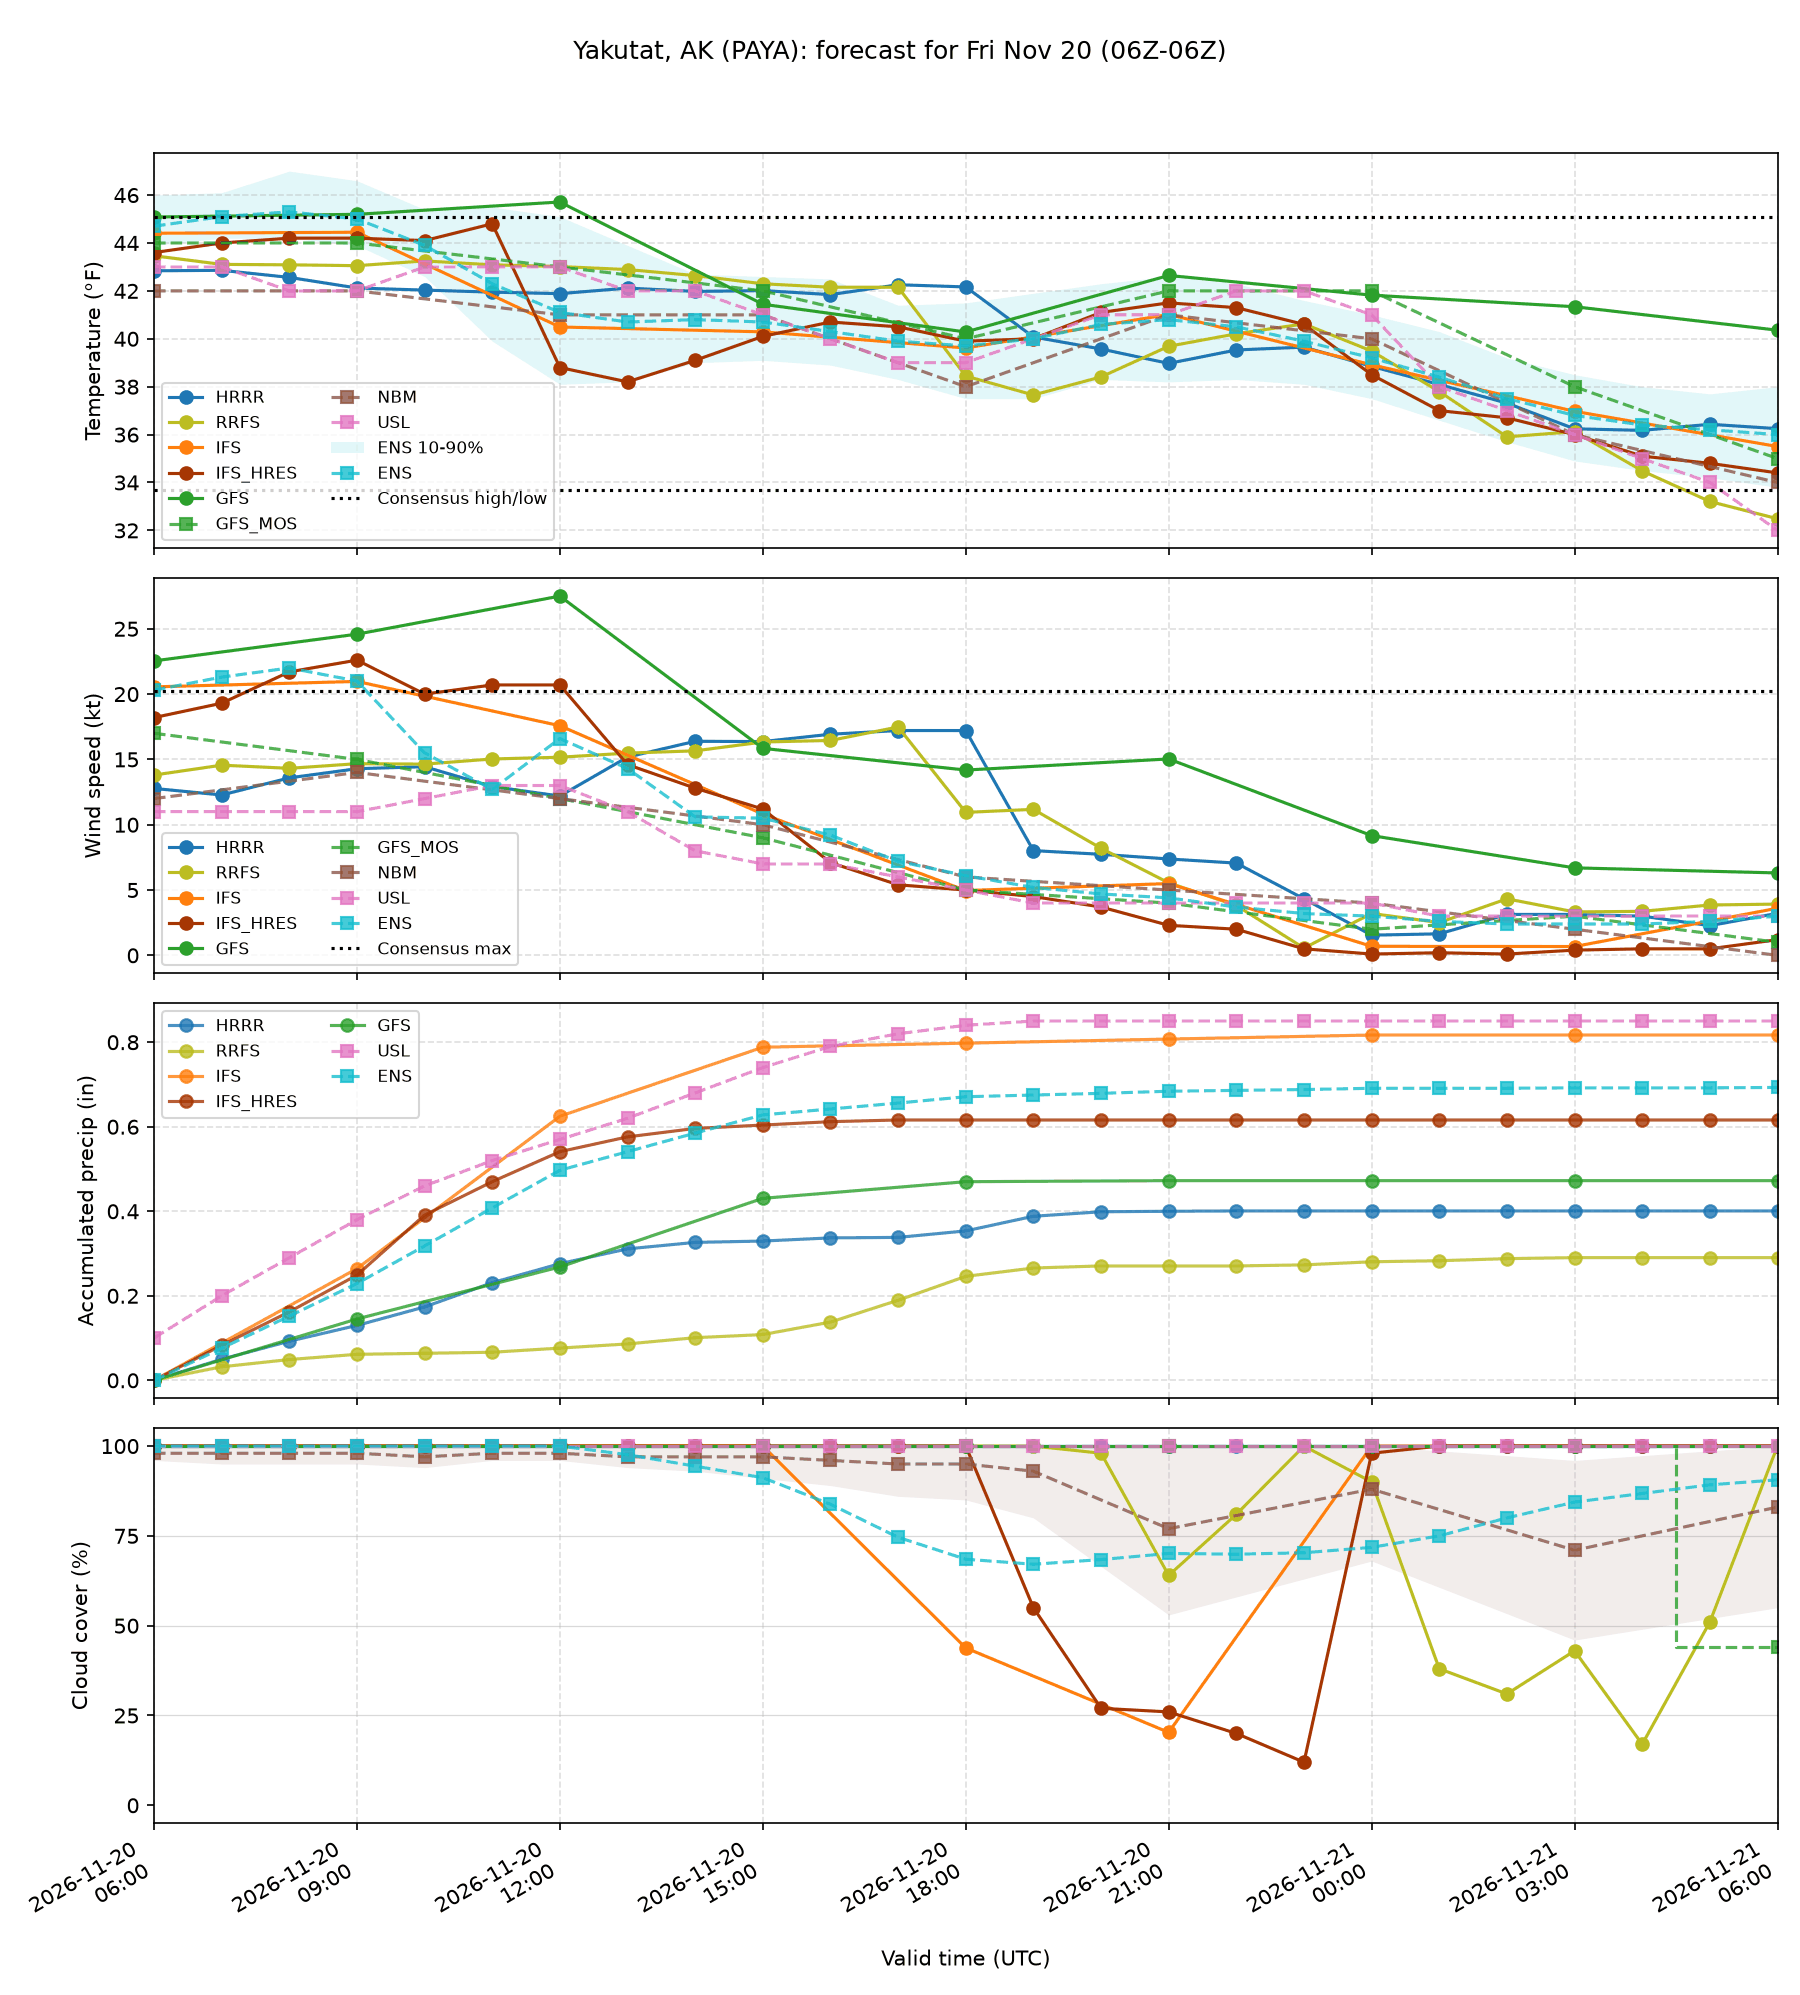 Yakutat, AK (PAYA): forecast for Fri Nov 20 (06Z-06Z)
Temperature (°F)
46
44
42
40
38
36
34
32
HRRR
RRFS
IFS
IFS_HRES
GFS
GFS_MOS
NBM
USL
ENS 10-90%
ENS
Consensus high/low
Wind speed (kt)
25
20
15
10
5
0
HRRR
RRFS
IFS
IFS_HRES
GFS
GFS_MOS
NBM
USL
ENS
Consensus max
Accumulated precip (in)
0.8
0.6
0.4
0.2
0.0
HRRR
RRFS
IFS
IFS_HRES
GFS
USL
ENS
Cloud cover (%)
100
75
50
25
0
2026-11-20
06:00
2026-11-20
09:00
2026-11-20
12:00
2026-11-20
15:00
2026-11-20
18:00
2026-11-20
21:00
2026-11-21
00:00
2026-11-21
03:00
2026-11-21
06:00
Valid time (UTC)